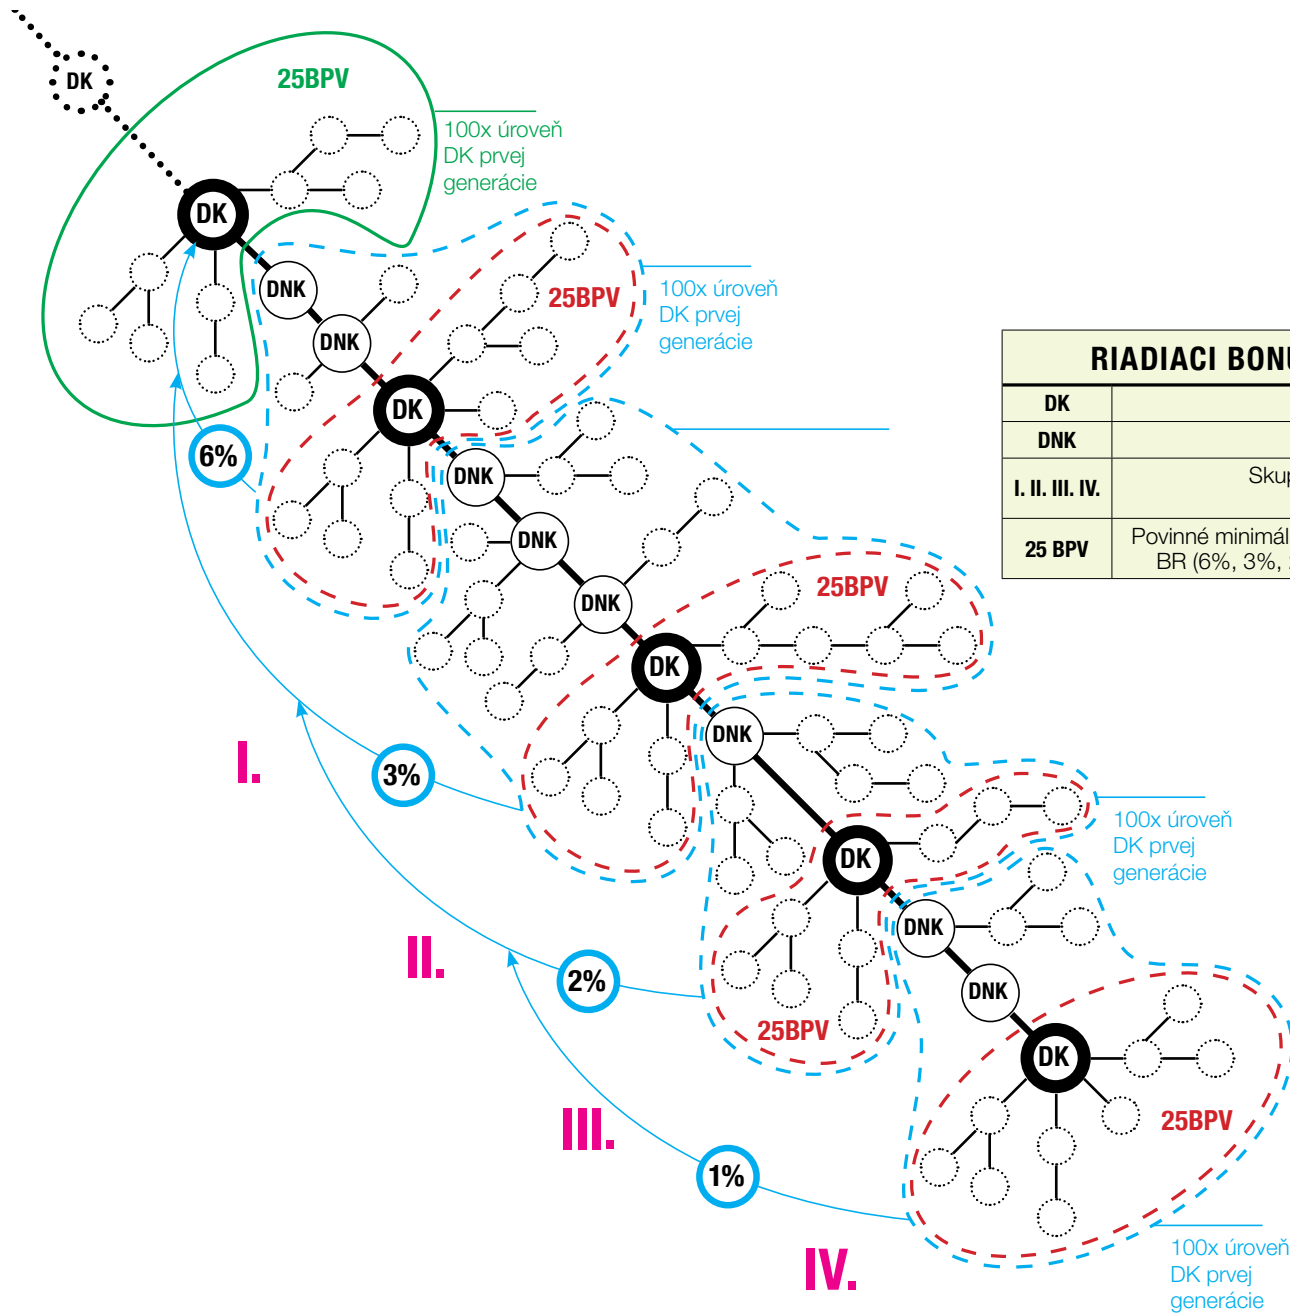 DK
25BPV
100x úroveň
DK prvej
generácie
DK
DNK
25BPV
100x úroveň
DK prvej
generácie
DNK
DK
6%
DNK
DNK
DNK
25BPV
DK
DNK
I.
3%
DK
100x úroveň
DK prvej
generácie
DNK
II.
2%
DNK
25BPV
DK
25BPV
III.
1%
IV.
100x úroveň
DK prvej
generácie
RIADIACI
DK
DNK
I. II. III. IV.
25 BPV
Povinné
BR (6%, 3%,